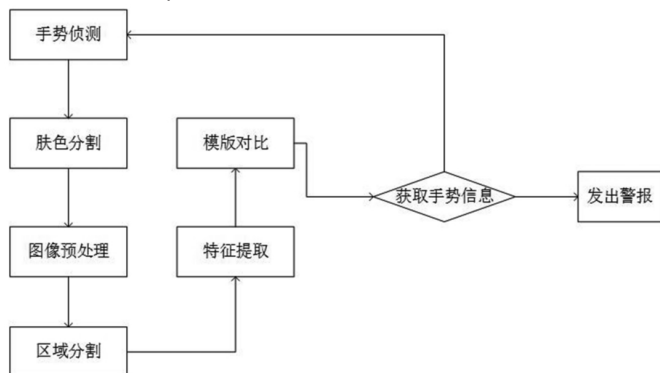 手势侦测
肤色分割
图像预处理
区域分割
特征提取
模版对比
获取手势信息
发出警报